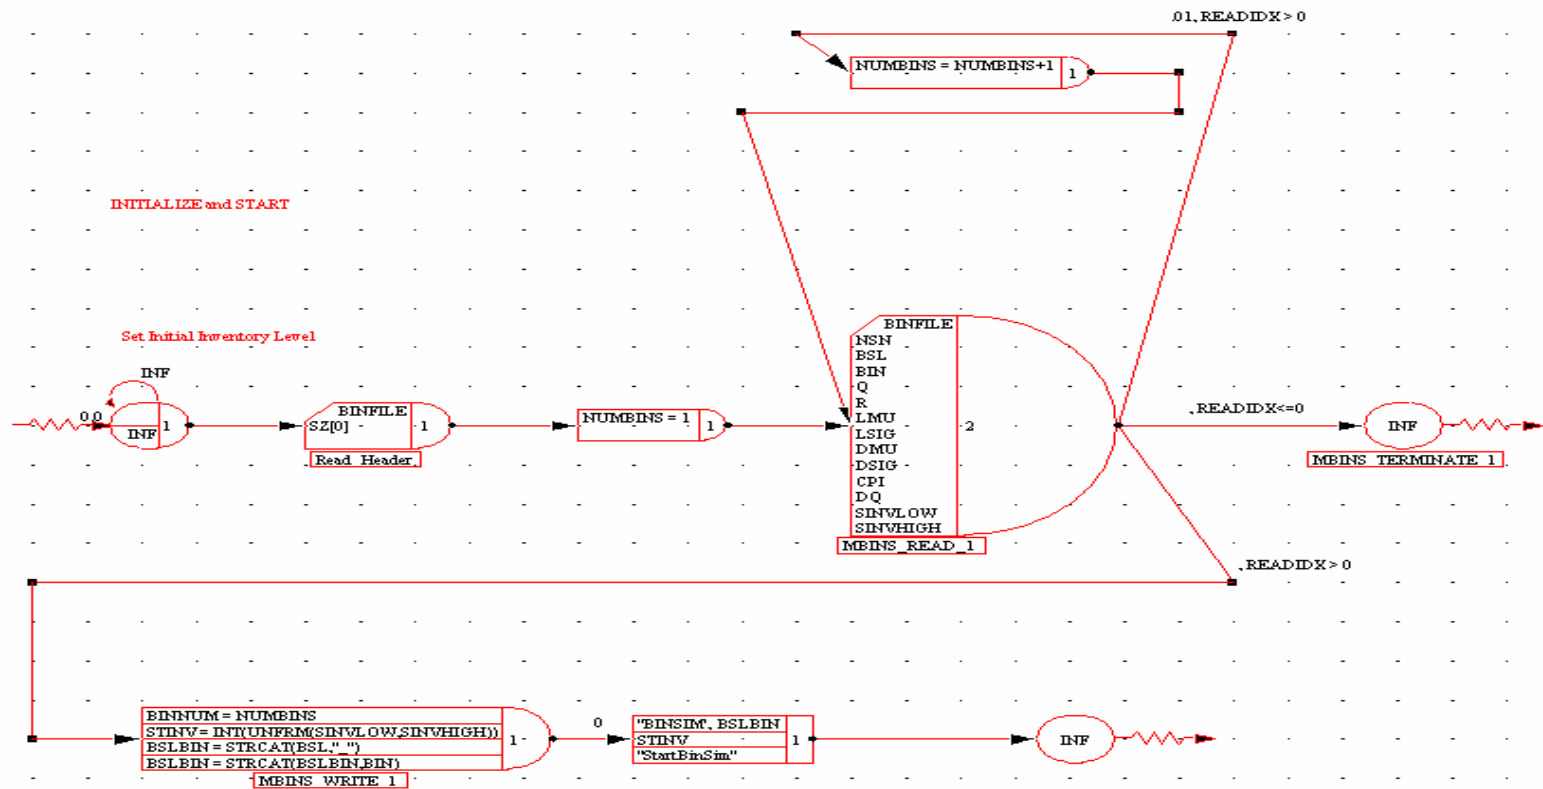 .01, READIDX > 0
NUMBINS = NUMBINS+1
1
INITIALIZE and START
Set Initial Inventory Level
INF
0,0
INF
1
BINFILE
SZ[0]
1
Read_Header
NUMBINS = 1
1
BINFILE
NSN
BSL
BIN
Q
R
LMU
LSIG
DMU
DSIG
CPI
DQ
SINVLOW
SINVHIGH
2
MBINS_READ_1
, READIDX<=0
INF
MBINS_TERMINATE_1
, READIDX > 0
BINNUM = NUMBINS
STINV = INT(UNFRM(SINVLOW,SINVHIGH))
BSLBIN = STRCAT(BSL,"_")
BSLBIN = STRCAT(BSLBIN,BIN)
1
MBINS_WRITE_1
0
"BINSIM", BSLBIN
STINV
"StartBinSim"
1
INF